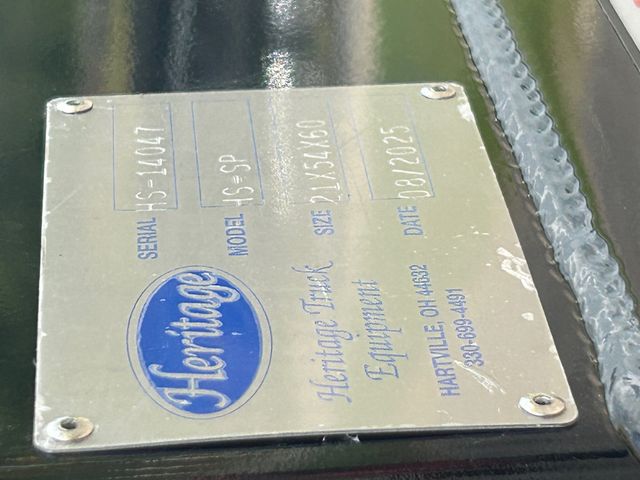 Heritage
Heritage Truck
Equipment
HARTVILLE, OH 44632
330-699-4491
SERIAL HS-14047
MODEL HS-SP
SIZE 21X54X60
DATE 08/2025